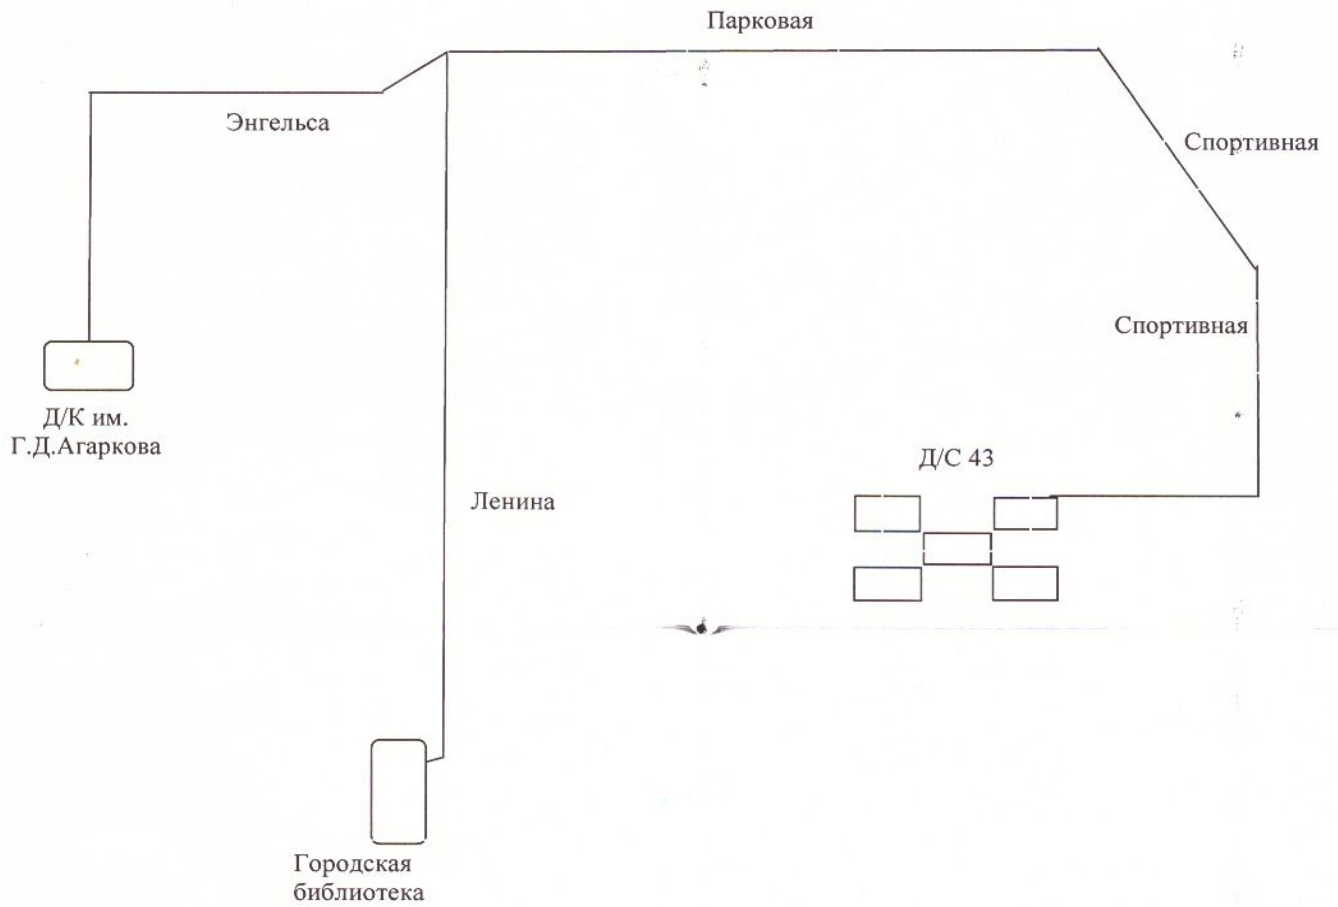 Парковая
Энгельса
Спортивная
Спортивная
Д/К им.
Г.Д.Агаркова
Д/С 43
Ленина
Городская
библиотека